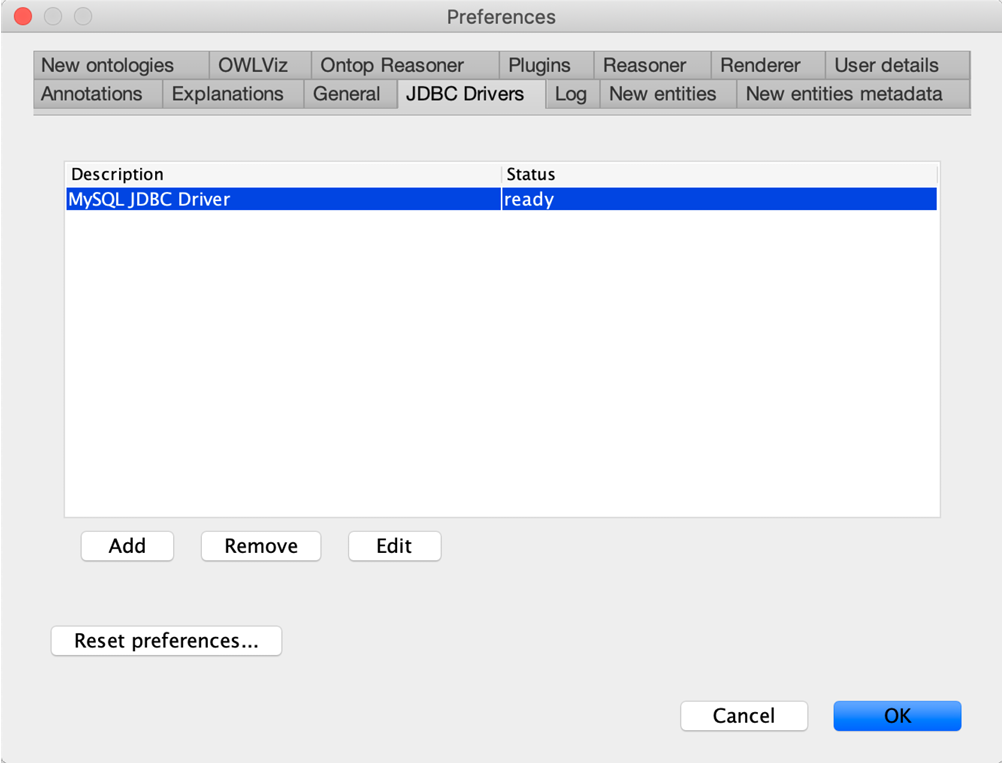 Preferences
New ontologies OWLViz Ontop Reasoner Plugins Reasoner Renderer User details
Annotations Explanations General JDBC Drivers Log New entities New entities metadata
Description Status
MySQL JDBC Driver ready
Add Remove Edit
Reset preferences...
Cancel OK